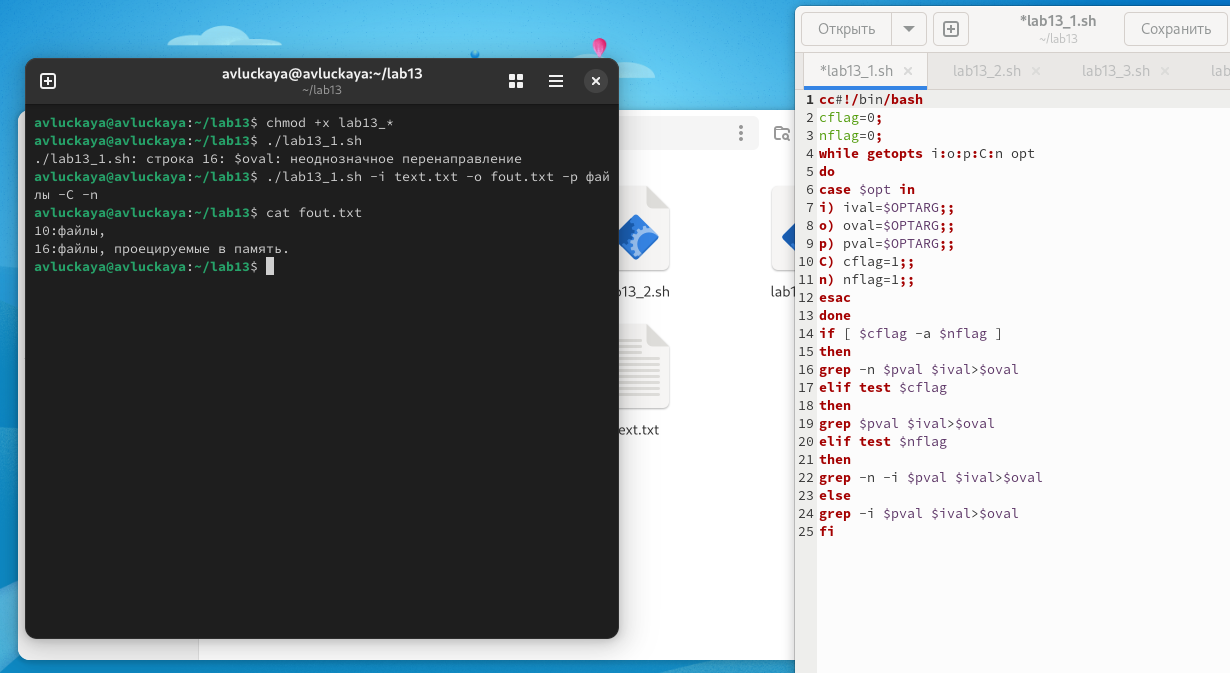 avluckaya@avluckaya:~/lab13
~/lab13
avluckaya@avluckaya:~/lab13$ chmod +x lab13_*
avluckaya@avluckaya:~/lab13$ ./lab13_1.sh
./lab13_1.sh: строка 16: $oval: неоднозначное перенаправление
avluckaya@avluckaya:~/lab13$ ./lab13_1.sh -i text.txt -o fout.txt -p фай
лы -C -n
avluckaya@avluckaya:~/lab13$ cat fout.txt
10:файлы,
16:файлы, проецируемые в память.
avluckaya@avluckaya:~/lab13$
b13_2.sh
lab1
ext.txt
Открыть
*lab13_1.sh
~/lab13
Сохранить
*lab13_1.sh × lab13_2.sh × lab13_3.sh × lab
1 cc#!/bin/bash
2 cflag=0;
3 nflag=0;
4 while getopts i:o:p:C:n opt
5 do
6 case $opt in
7 i) ival=$OPTARG;;
8 o) oval=$OPTARG;;
9 p) pval=$OPTARG;;
10 C) cflag=1;;
11 n) nflag=1;;
12 esac
13 done
14 if [ $cflag -a $nflag ]
15 then
16 grep -n $pval $ival>$oval
17 elif test $cflag
18 then
19 grep $pval $ival>$oval
20 elif test $nflag
21 then
22 grep -n -i $pval $ival>$oval
23 else
24 grep -i $pval $ival>$oval
25 fi